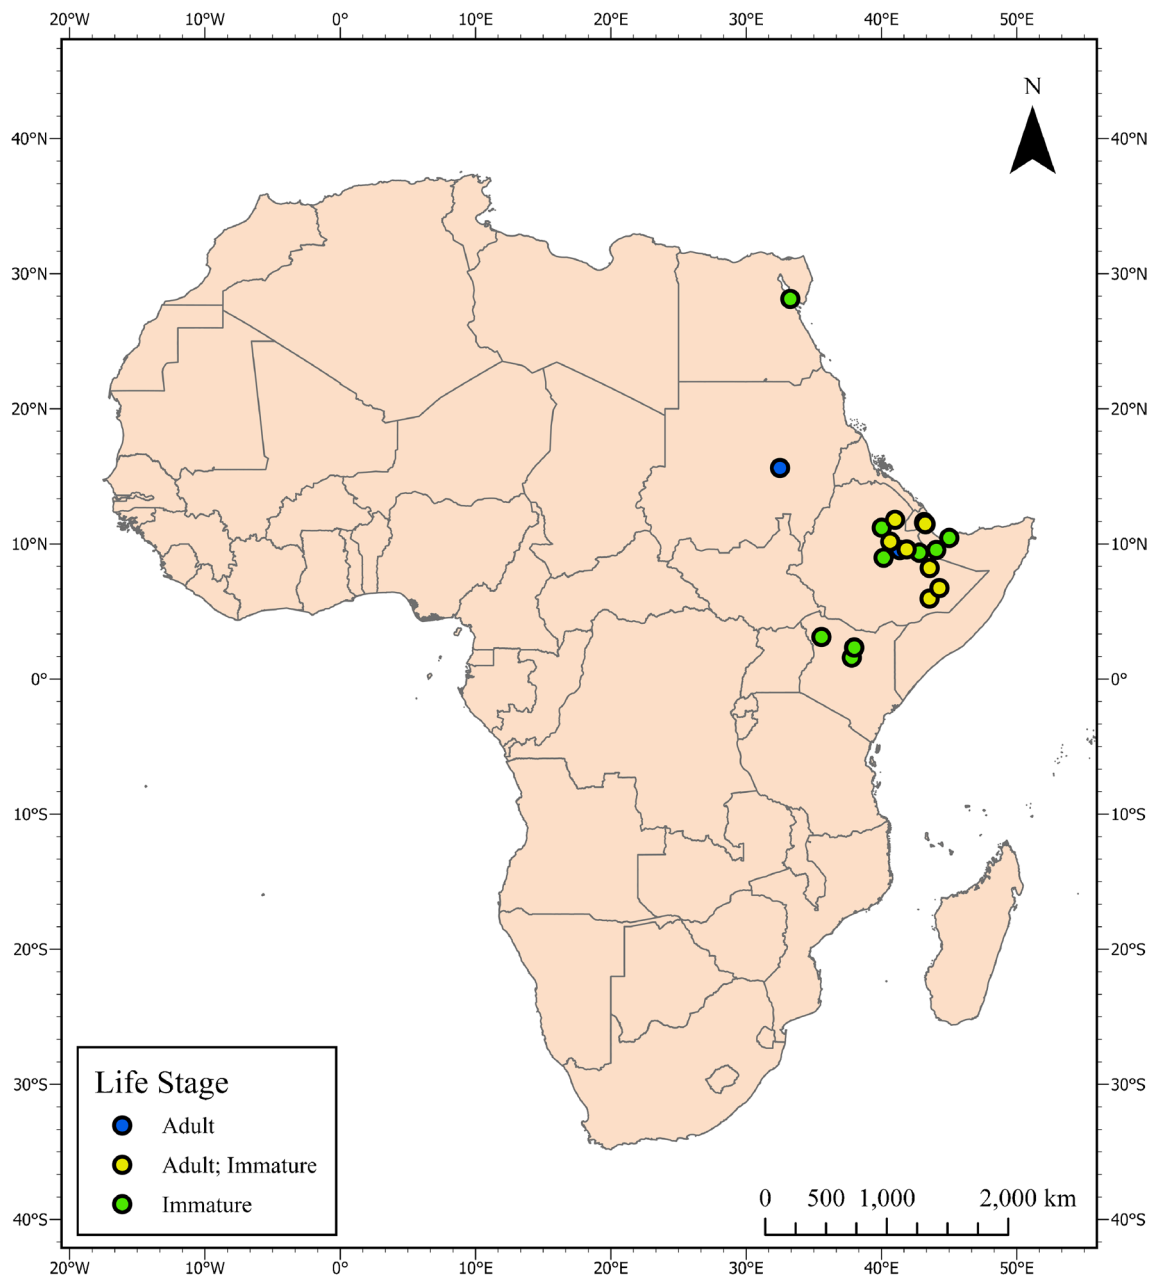 20°W 10°W 0° 10°E 20°E 30°E 40°E 50°E
N
40°N 40°N
30°N 30°N
20°N 20°N
10°N 10°N
0° 0°
10°S 10°S
20°S 20°S
30°S 30°S
40°S 40°S
Life Stage
Adult
Adult; Immature
Immature
0 500 1,000 2,000 km
20°W 10°W 0° 10°E 20°E 30°E 40°E 50°E